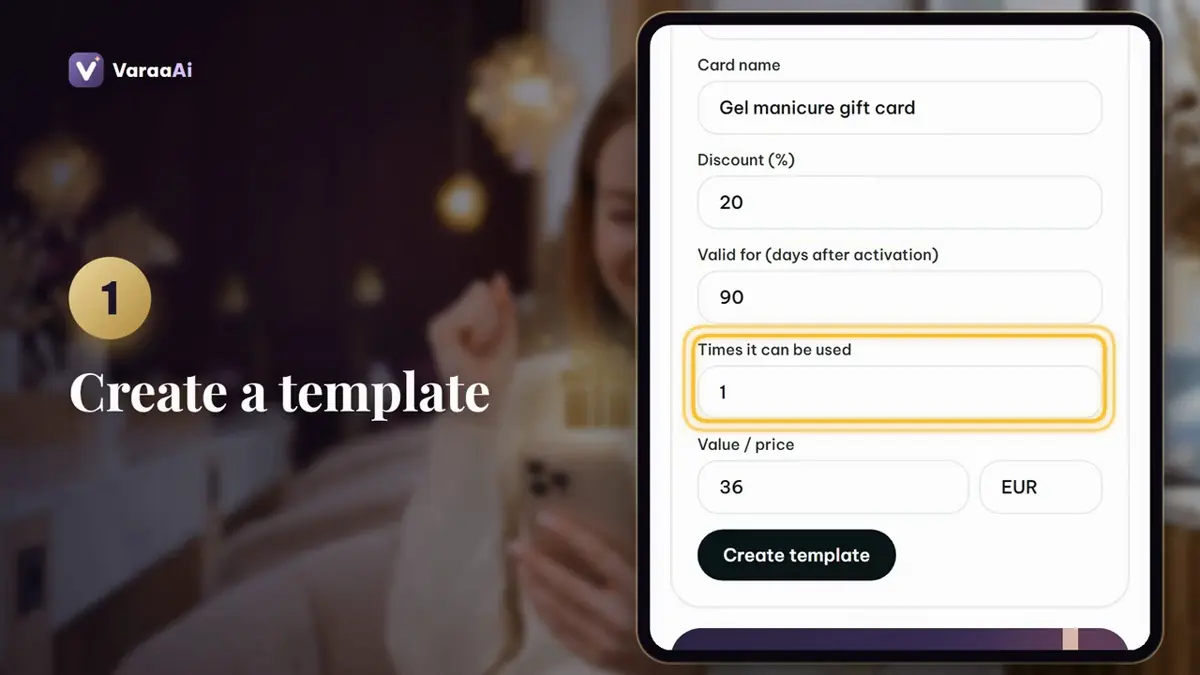 VaraaAi
1
Create a template
Card name
Gel manicure gift card
Discount (%)
20
Valid for (days after activation)
90
Times it can be used
1
Value / price
36
EUR
Create template